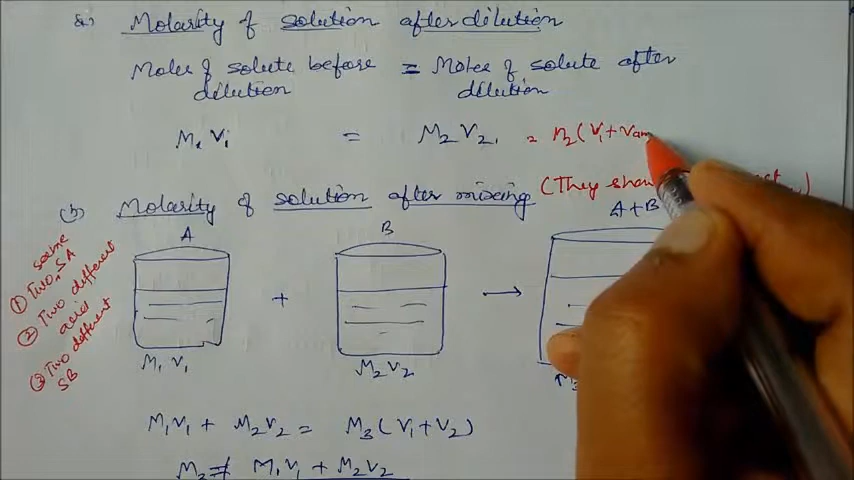 a.) Molarity of solution after dilution
Moles of solute before = Moles of solute after
dilution dilution
M₁ V₁ = M₂ V₂ = M₂ (V₁ + V
(b) Molarity of solution after mixing (They
A B A + B
same
① Two SA
② Two different
acid
③ Two different
SB
+ →
M₁ V₁ M₂ V₂ M₃
M₁V₁ + M₂V₂ = M₃ (V₁ + V₂)
M₁V₁ + M₂V₂